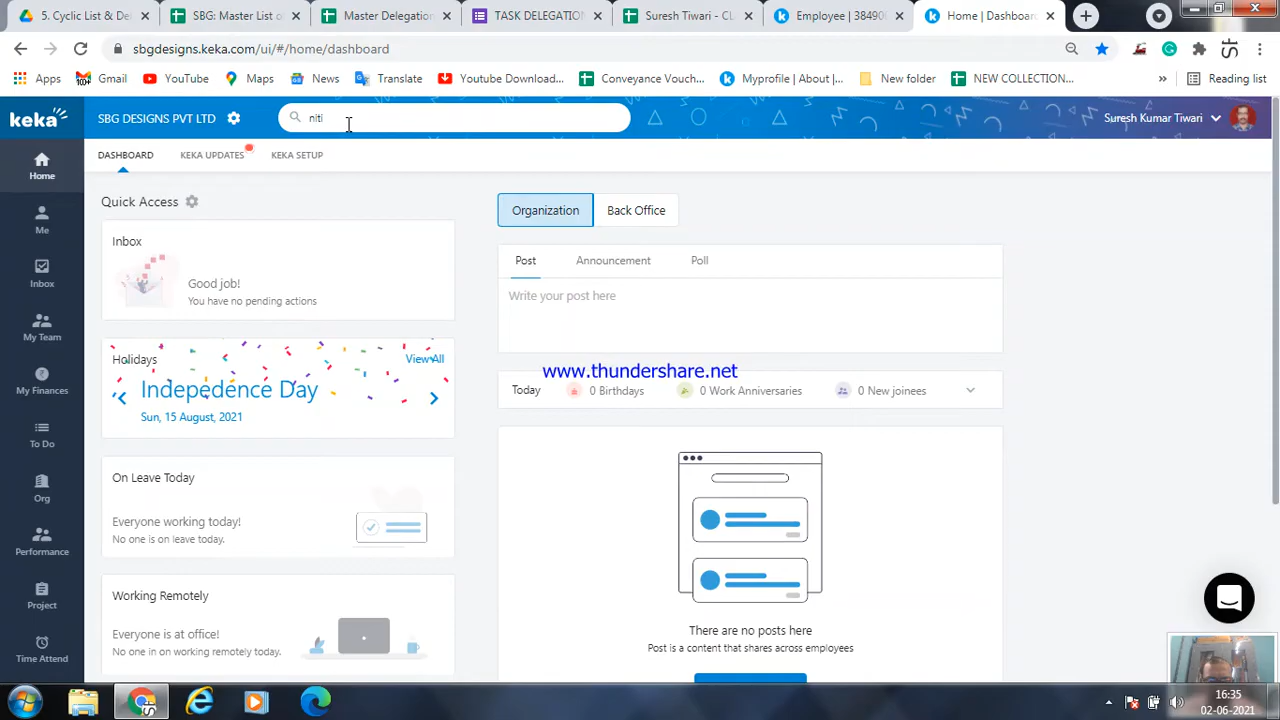 5. Cyclic List & De
SBG Master List o
Master Delegation
TASK DELEGATION
Suresh Tiwari - CL
Employee | 38490
Home | Dashboar
sbgdesigns.keka.com/ui/#/home/dashboard
Apps
Gmail
YouTube
Maps
News
Translate
Youtube Download...
Conveyance Vouch...
Myprofile | About |...
New folder
NEW COLLECTION...
»
Reading list
keka
SBG DESIGNS PVT LTD
niti
Suresh Kumar Tiwari
DASHBOARD
KEKA UPDATES
KEKA SETUP
Home
Me
Inbox
My Team
My Finances
To Do
Org
Performance
Project
Time Attend
Quick Access
Inbox
Good job!
You have no pending actions
Holidays
View All
Indepedence Day
Sun, 15 August, 2021
On Leave Today
Everyone working today!
No one is on leave today.
Working Remotely
Everyone is at office!
No one in on working remotely today.
Organization
Back Office
Post
Announcement
Poll
Write your post here
www.thundershare.net
Today
0 Birthdays
0 Work Anniversaries
0 New joinees
There are no posts here
Post is a content that shares across employees
16:35
02-06-2021